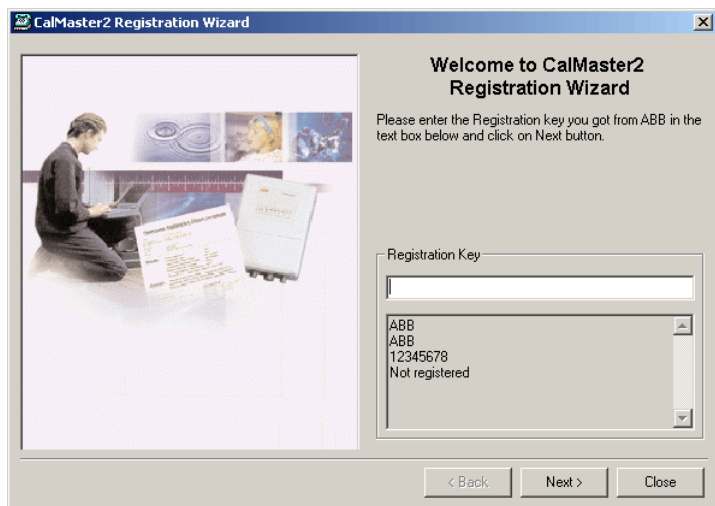 CalMaster2 Registration Wizard
Welcome to CalMaster2
Registration Wizard
Please enter the Registration key you got from ABB in the
text box below and click on Next button.
Registration Key
ABB
ABB
12345678
Not registered
< Back
Next >
Close